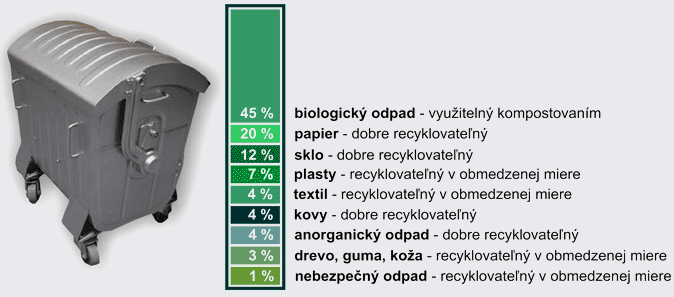 45 % biologický odpad - využitelný kompostovaním
20 % papier - dobre recyklovateľný
12 % sklo - dobre recyklovateľný
7 % plasty - recyklovateľný v obmedzenej miere
4 % textil - recyklovateľný v obmedzenej miere
4 % kovy - dobre recyklovateľný
4 % anorganický odpad - dobre recyklovateľný
3 % drevo, guma, koža - recyklovateľný v obmedzenej miere
1 % nebezpečný odpad - recyklovateľný v obmedzenej miere